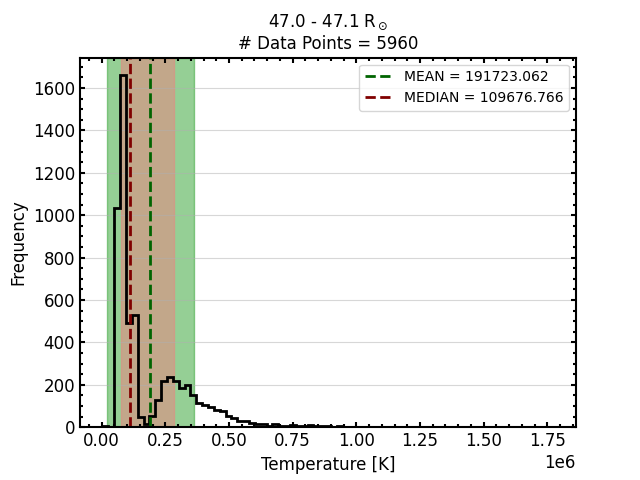 47.0 - 47.1 R⊙
# Data Points = 5960
MEAN = 191723.062
MEDIAN = 109676.766
Frequency
1600
1400
1200
1000
800
600
400
200
0
0.00 0.25 0.50 0.75 1.00 1.25 1.50 1.75
1e6
Temperature [K]